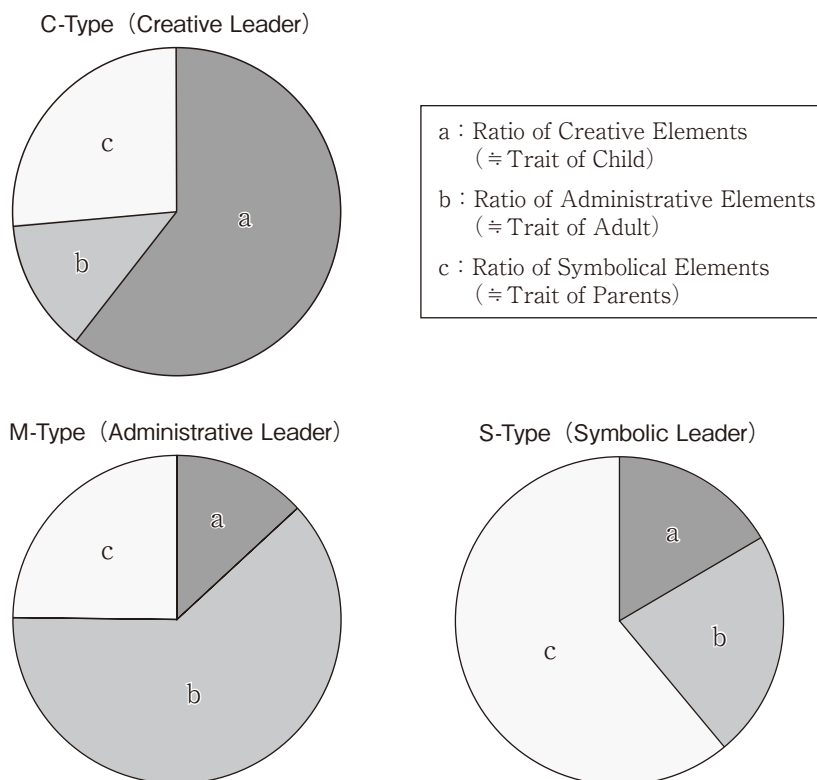 C-Type（Creative Leader）
c
a
b
a：Ratio of Creative Elements
（≒Trait of Child）
b：Ratio of Administrative Elements
（≒Trait of Adult）
c：Ratio of Symbolical Elements
（≒Trait of Parents）
M-Type（Administrative Leader）
c
a
b
S-Type（Symbolic Leader）
a
b
c